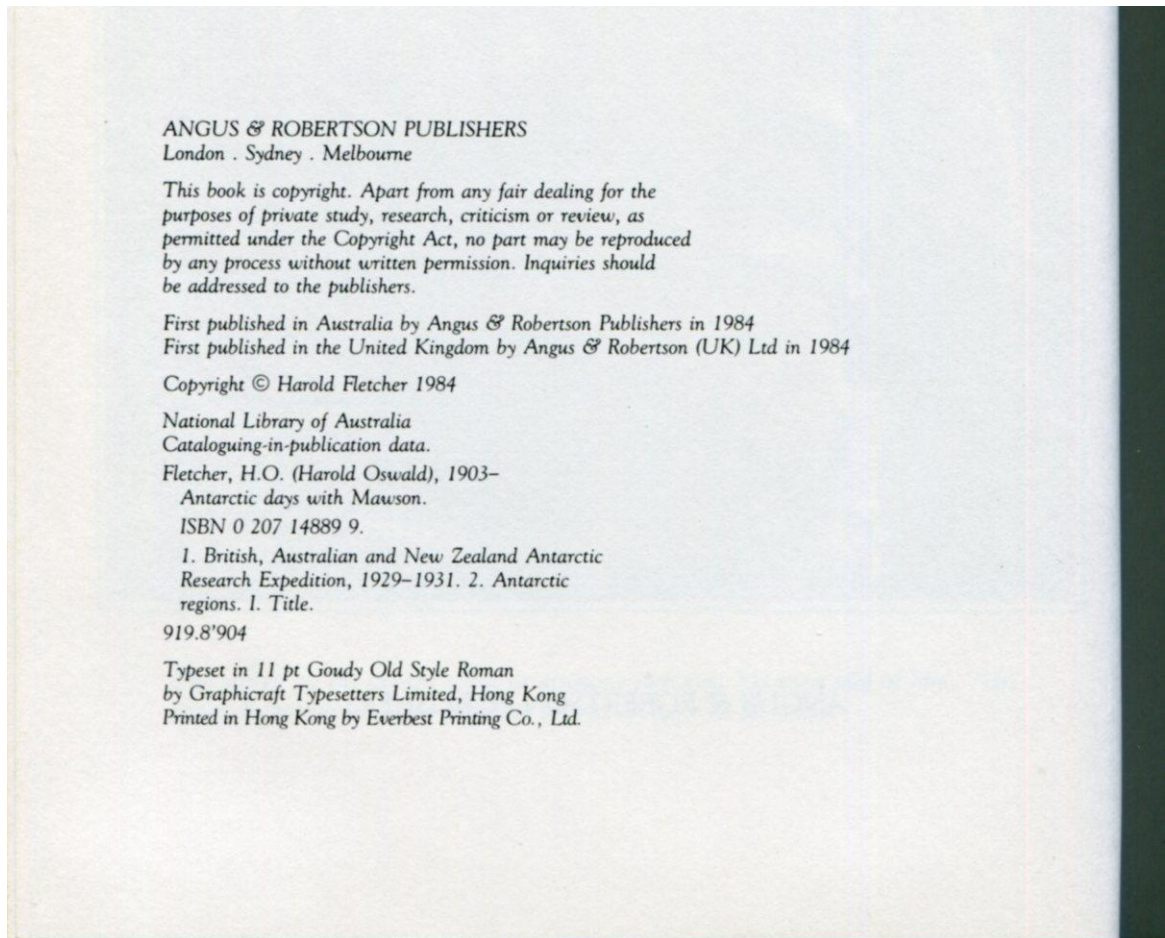 ANGUS & ROBERTSON PUBLISHERS
London . Sydney . Melbourne
This book is copyright. Apart from any fair dealing for the
purposes of private study, research, criticism or review, as
permitted under the Copyright Act, no part may be reproduced
by any process without written permission. Inquiries should
be addressed to the publishers.
First published in Australia by Angus & Robertson Publishers in 1984
First published in the United Kingdom by Angus & Robertson (UK) Ltd in 1984
Copyright © Harold Fletcher 1984
National Library of Australia
Cataloguing-in-publication data.
Fletcher, H.O. (Harold Oswald), 1903–
Antarctic days with Mawson.
ISBN 0 207 14889 9.
1. British, Australian and New Zealand Antarctic
Research Expedition, 1929–1931. 2. Antarctic
regions. I. Title.
919.8'904
Typeset in 11 pt Goudy Old Style Roman
by Graphicraft Typesetters Limited, Hong Kong
Printed in Hong Kong by Everbest Printing Co., Ltd.